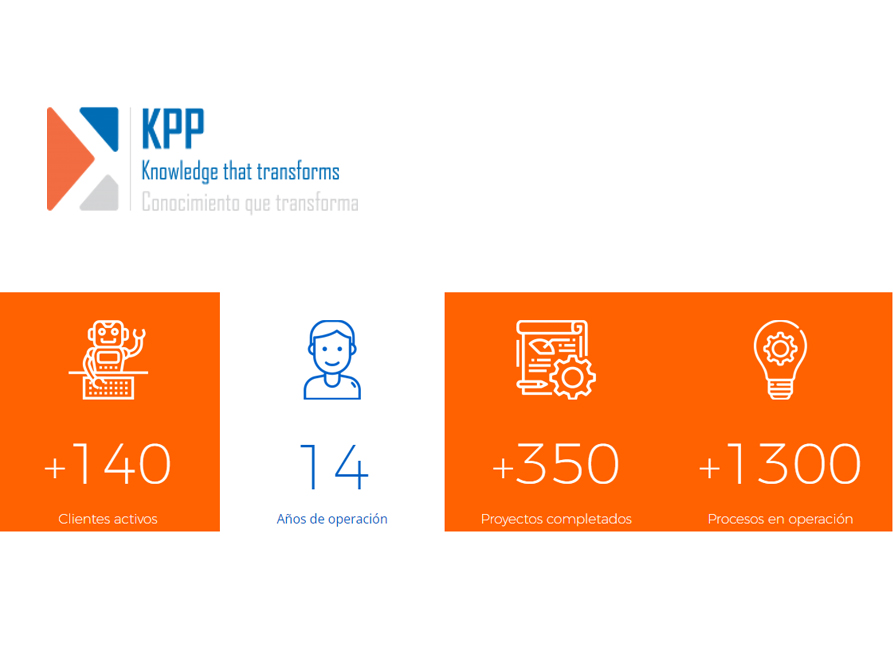 KPP
Knowledge that transforms
Conocimiento que transforma
+140
Clientes activos
14
Años de operación
+350
Proyectos completados
+1300
Procesos en operación